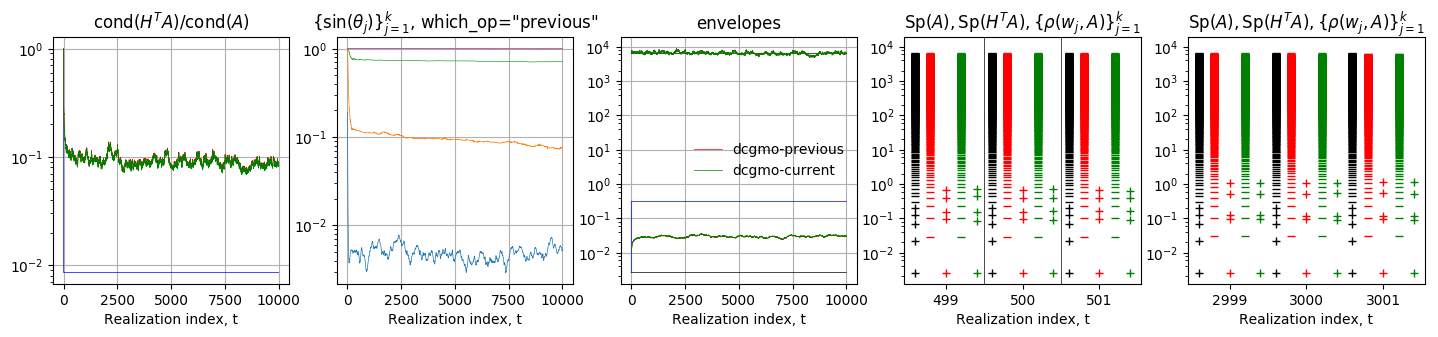 cond(H^T A)/cond(A)
10^0
10^-1
10^-2
0 2500 5000 7500 10000
Realization index, t
{sin(θ_j)}_{j=1}^k, which_op="previous"
10^0
10^-1
10^-2
0 2500 5000 7500 10000
Realization index, t
envelopes
10^4
10^3
10^2
10^1
10^0
10^-1
10^-2
dcgmo-previous
dcgmo-current
0 2500 5000 7500 10000
Realization index, t
Sp(A), Sp(H^T A), {ρ(w_j, A)}_{j=1}^k
10^4
10^3
10^2
10^1
10^0
10^-1
10^-2
499 500 501
Realization index, t
Sp(A), Sp(H^T A), {ρ(w_j, A)}_{j=1}^k
10^4
10^3
10^2
10^1
10^0
10^-1
10^-2
2999 3000 3001
Realization index, t